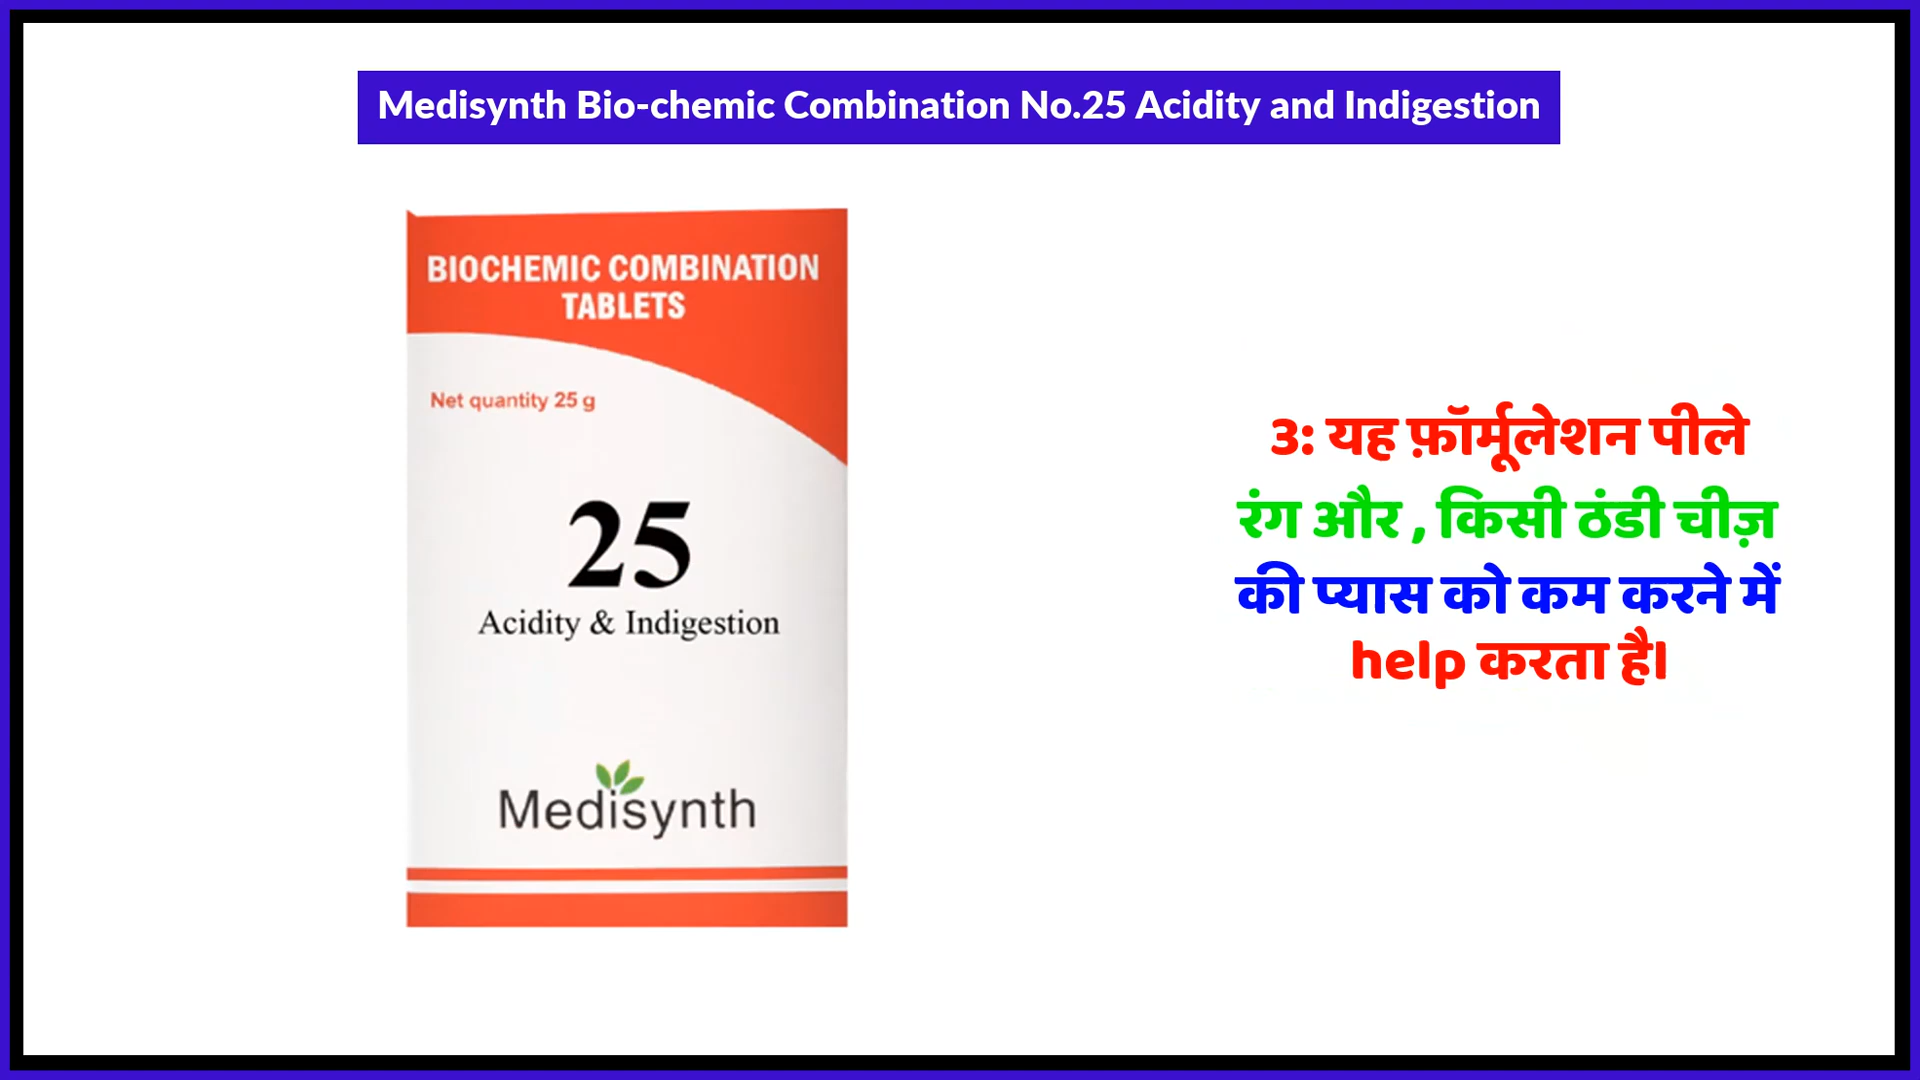 Medisynth Bio-chemic Combination No.25 Acidity and Indigestion
BIOCHEMIC COMBINATION
TABLETS
Net quantity 25 g
25
Acidity & Indigestion
Medisynth
3: यह फ़ॉर्मूलेशन पीले
रंग और , किसी ठंडी चीज़
की प्यास को कम करने में
help करता है।